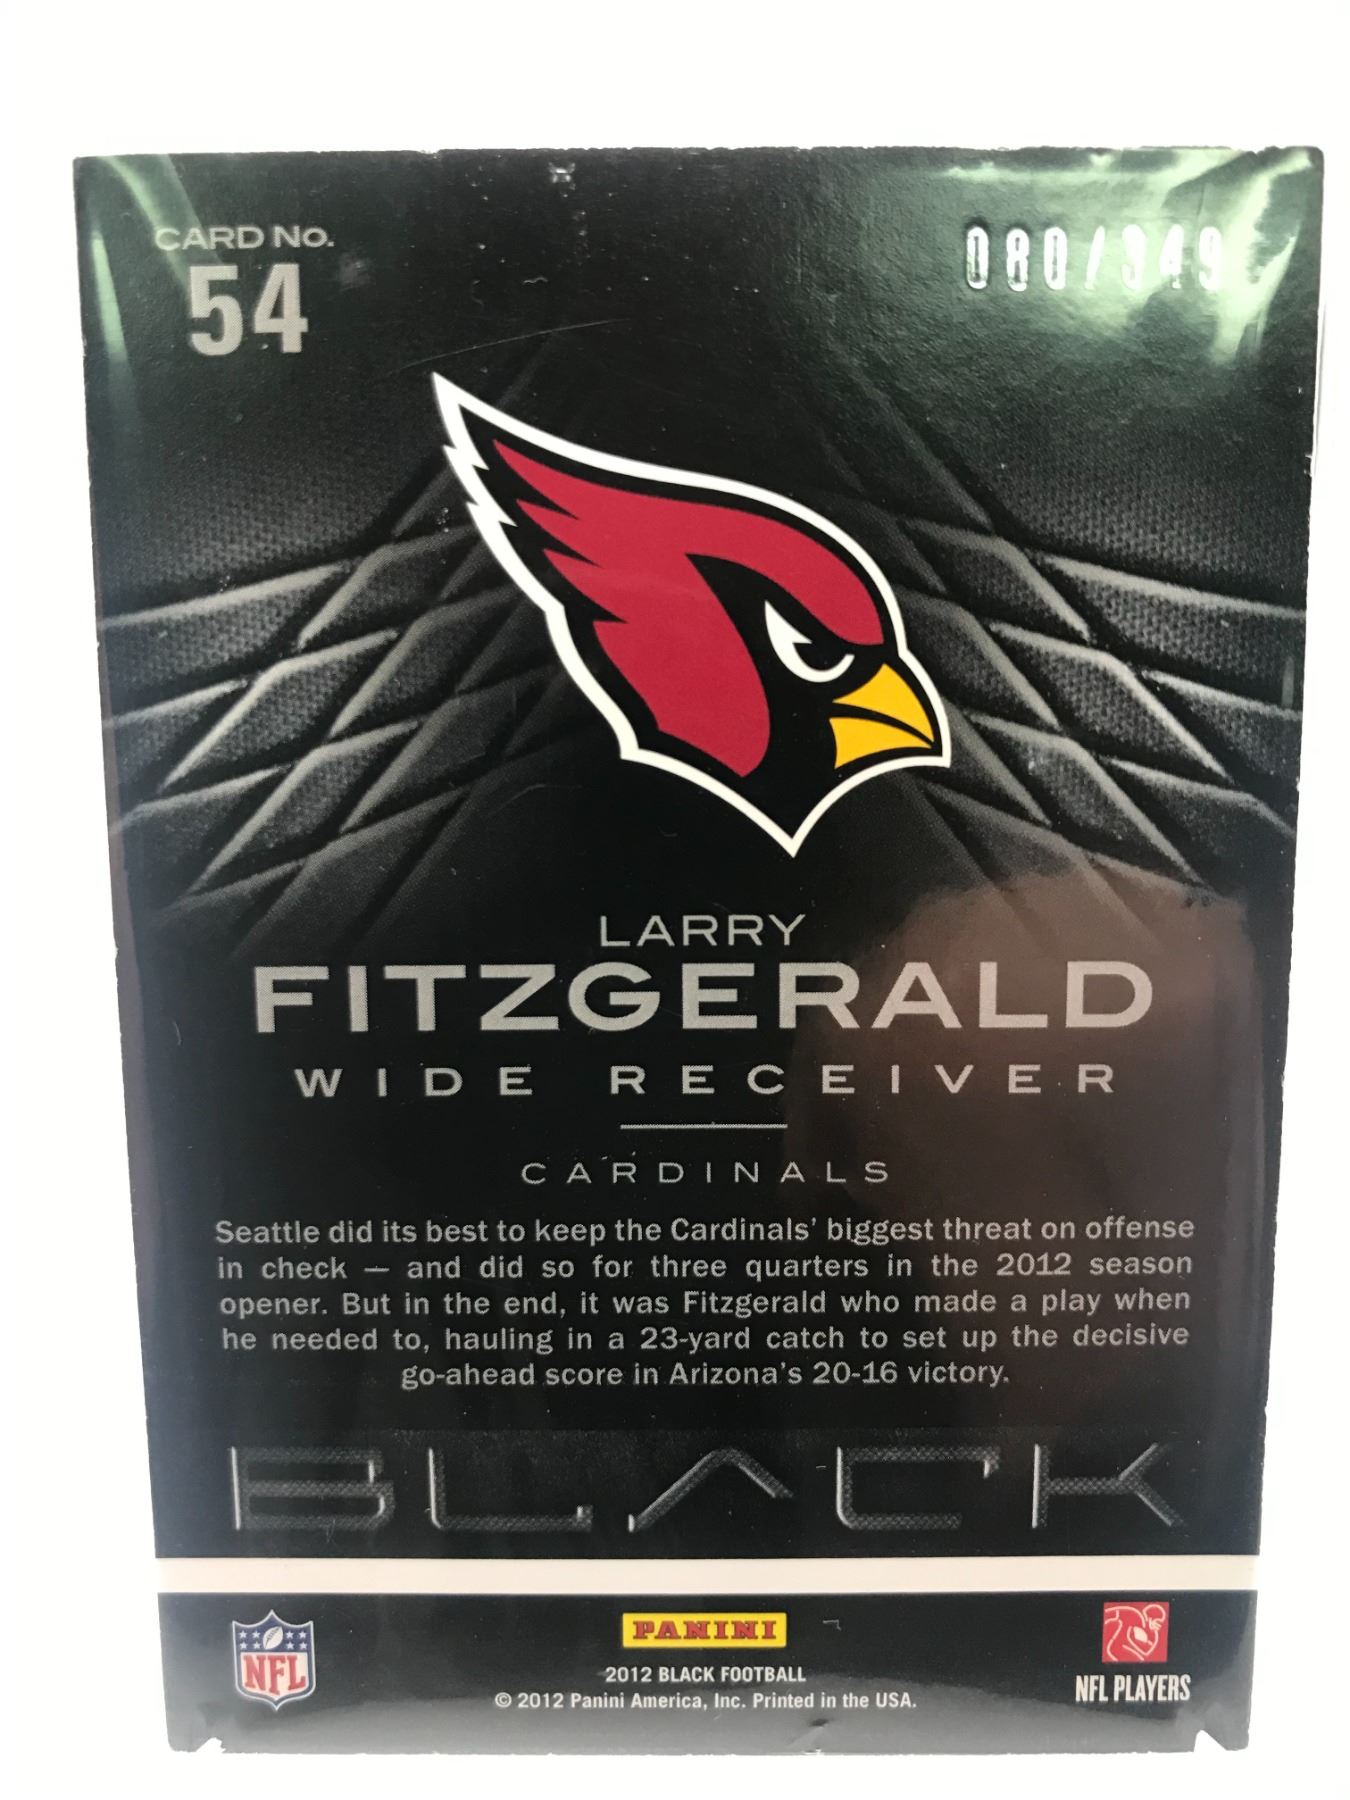 CARD No.
54
080/349
LARRY
FITZGERALD
WIDE RECEIVER
CARDINALS
Seattle did its best to keep the Cardinals' biggest threat on offense
in check — and did so for three quarters in the 2012 season
opener. But in the end, it was Fitzgerald who made a play when
he needed to, hauling in a 23-yard catch to set up the decisive
go-ahead score in Arizona's 20-16 victory.
BLACK
NFL
PANINI
2012 BLACK FOOTBALL
© 2012 Panini America, Inc. Printed in the USA.
NFL PLAYERS